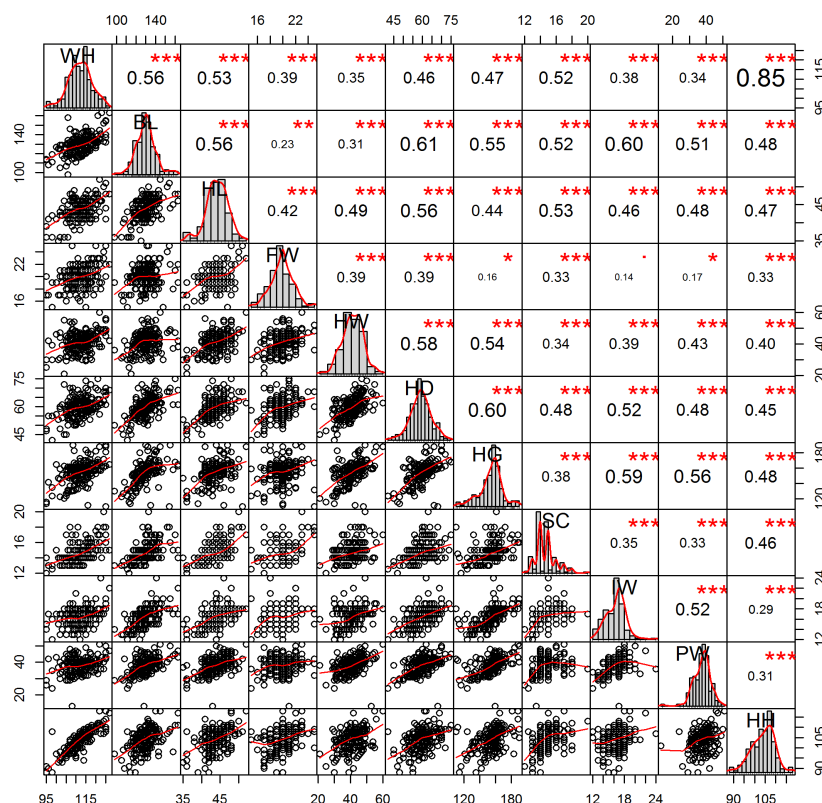 100 140 16 22 45 60 75 12 16 20 20 40
WH *** *** *** *** *** *** *** *** *** ***
0.56 0.53 0.39 0.35 0.46 0.47 0.52 0.38 0.34 0.85
95 115
100 140
BL *** ** *** *** *** *** *** *** ***
0.56 0.23 0.31 0.61 0.55 0.52 0.60 0.51 0.48
HL *** *** *** *** *** *** *** ***
0.42 0.49 0.56 0.44 0.53 0.46 0.48 0.47
35 45
16 22
FW *** *** * *** . * ***
0.39 0.39 0.16 0.33 0.14 0.17 0.33
HW *** *** *** *** *** ***
0.58 0.54 0.34 0.39 0.43 0.40
20 40 60
45 60 75
HD *** *** *** *** ***
0.60 0.48 0.52 0.48 0.45
HG *** *** *** ***
0.38 0.59 0.56 0.48
120 180
12 16 20
SC *** *** ***
0.35 0.33 0.46
IW *** ***
0.52 0.29
12 18 24
20 40
PW ***
0.31
HH
90 105
95 115 35 45 20 40 60 120 180 12 18 24 90 105